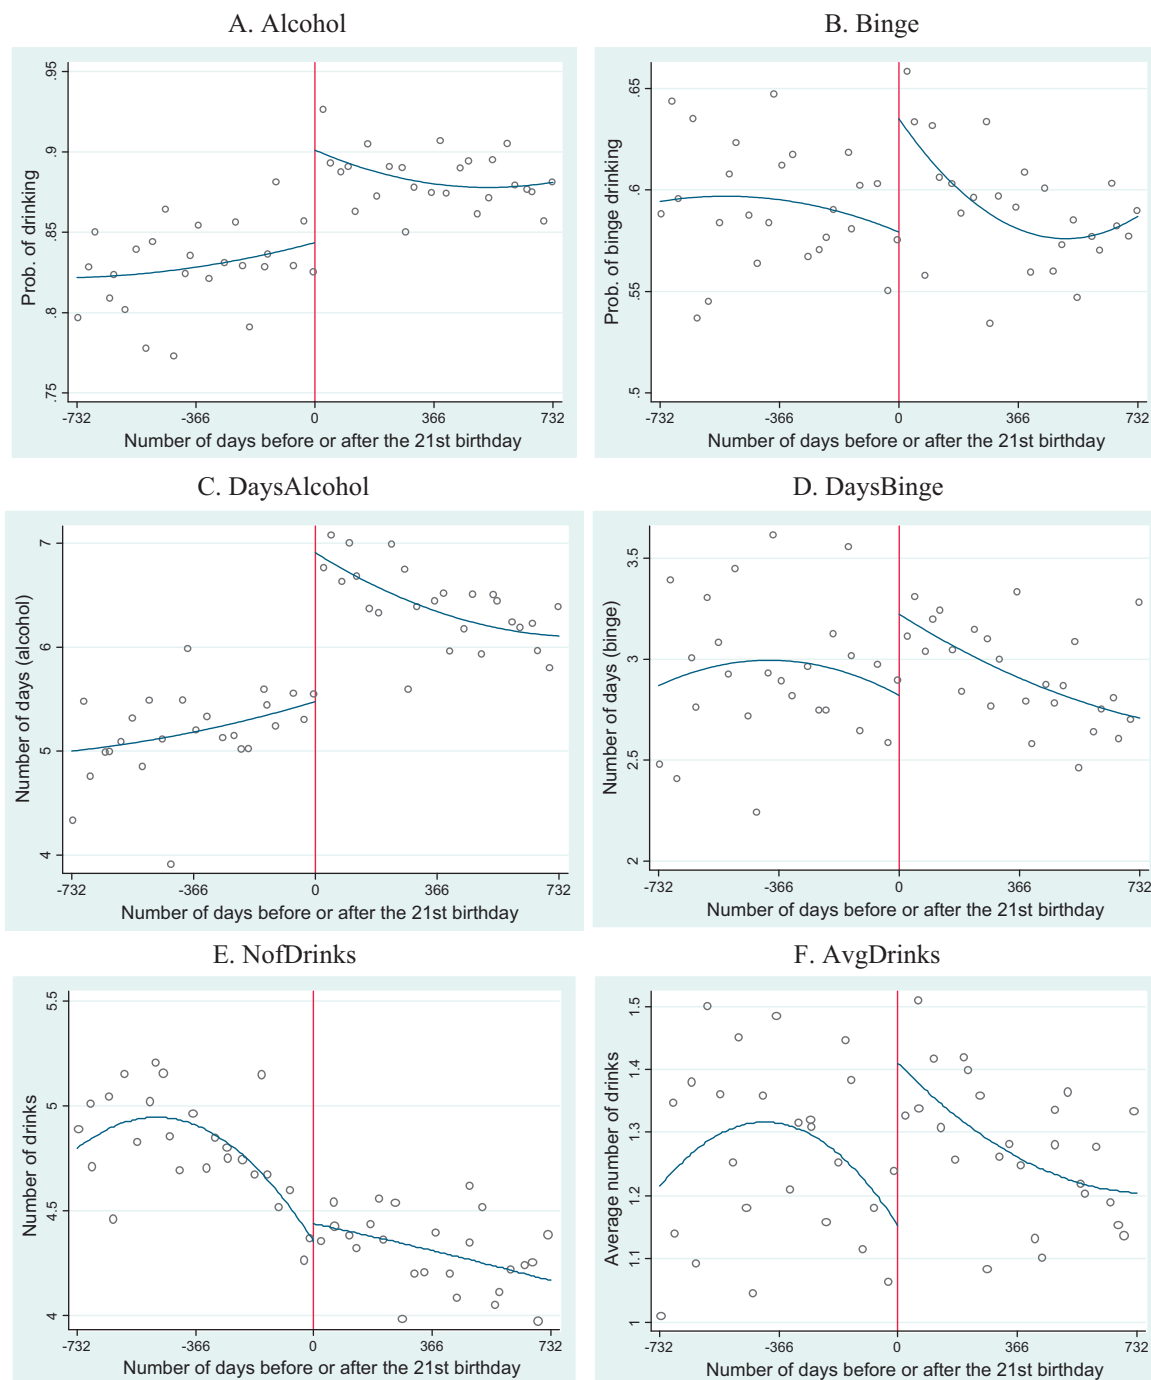 A. Alcohol
Prob. of drinking
.95
.9
.85
.8
.75
-732 -366 0 366 732
Number of days before or after the 21st birthday
B. Binge
Prob. of binge drinking
.65
.6
.55
.5
-732 -366 0 366 732
Number of days before or after the 21st birthday
C. DaysAlcohol
Number of days (alcohol)
7
6
5
4
-732 -366 0 366 732
Number of days before or after the 21st birthday
D. DaysBinge
Number of days (binge)
3.5
3
2.5
2
-732 -366 0 366 732
Number of days before or after the 21st birthday
E. NofDrinks
Number of drinks
5.5
5
4.5
4
-732 -366 0 366 732
Number of days before or after the 21st birthday
F. AvgDrinks
Average number of drinks
1.5
1.4
1.3
1.2
1.1
1
-732 -366 0 366 732
Number of days before or after the 21st birthday